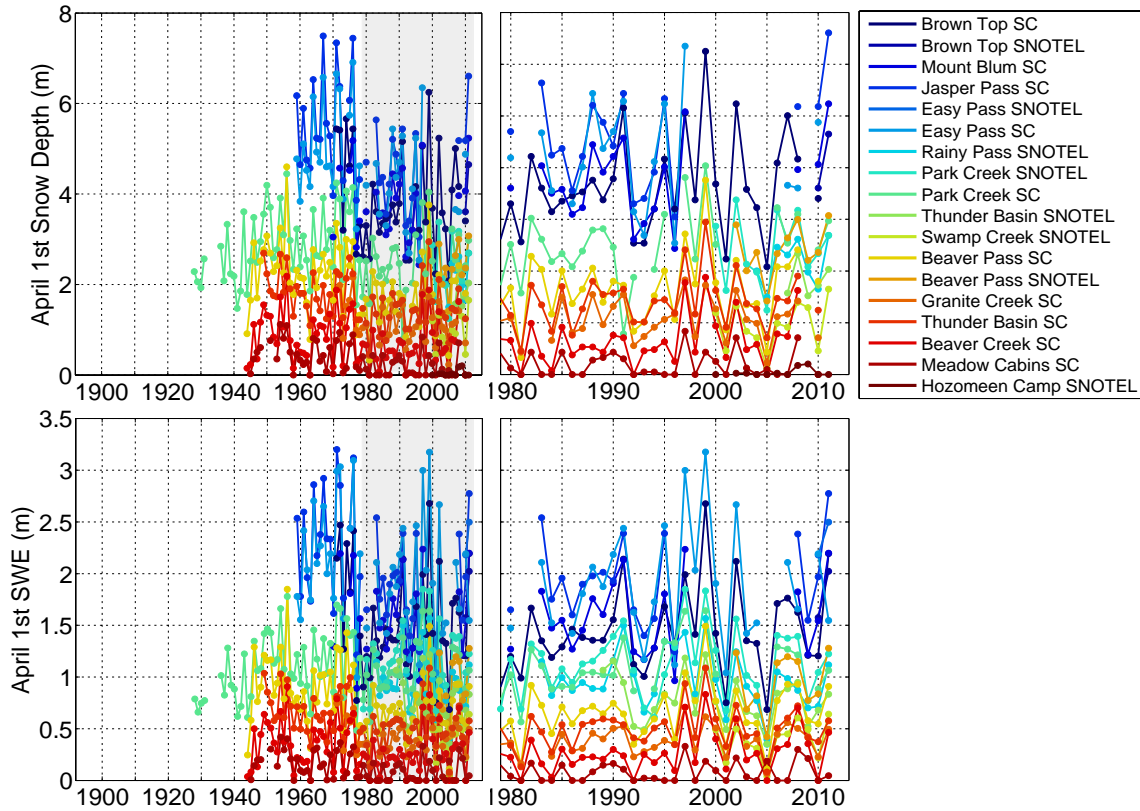 April 1st Snow Depth (m)
8
6
4
2
0
1900 1920 1940 1960 1980 2000
1980 1990 2000 2010
Brown Top SC
Brown Top SNOTEL
Mount Blum SC
Jasper Pass SC
Easy Pass SNOTEL
Easy Pass SC
Rainy Pass SNOTEL
Park Creek SNOTEL
Park Creek SC
Thunder Basin SNOTEL
Swamp Creek SNOTEL
Beaver Pass SC
Beaver Pass SNOTEL
Granite Creek SC
Thunder Basin SC
Beaver Creek SC
Meadow Cabins SC
Hozomeen Camp SNOTEL
April 1st SWE (m)
3.5
3
2.5
2
1.5
1
0.5
0
1900 1920 1940 1960 1980 2000
1980 1990 2000 2010